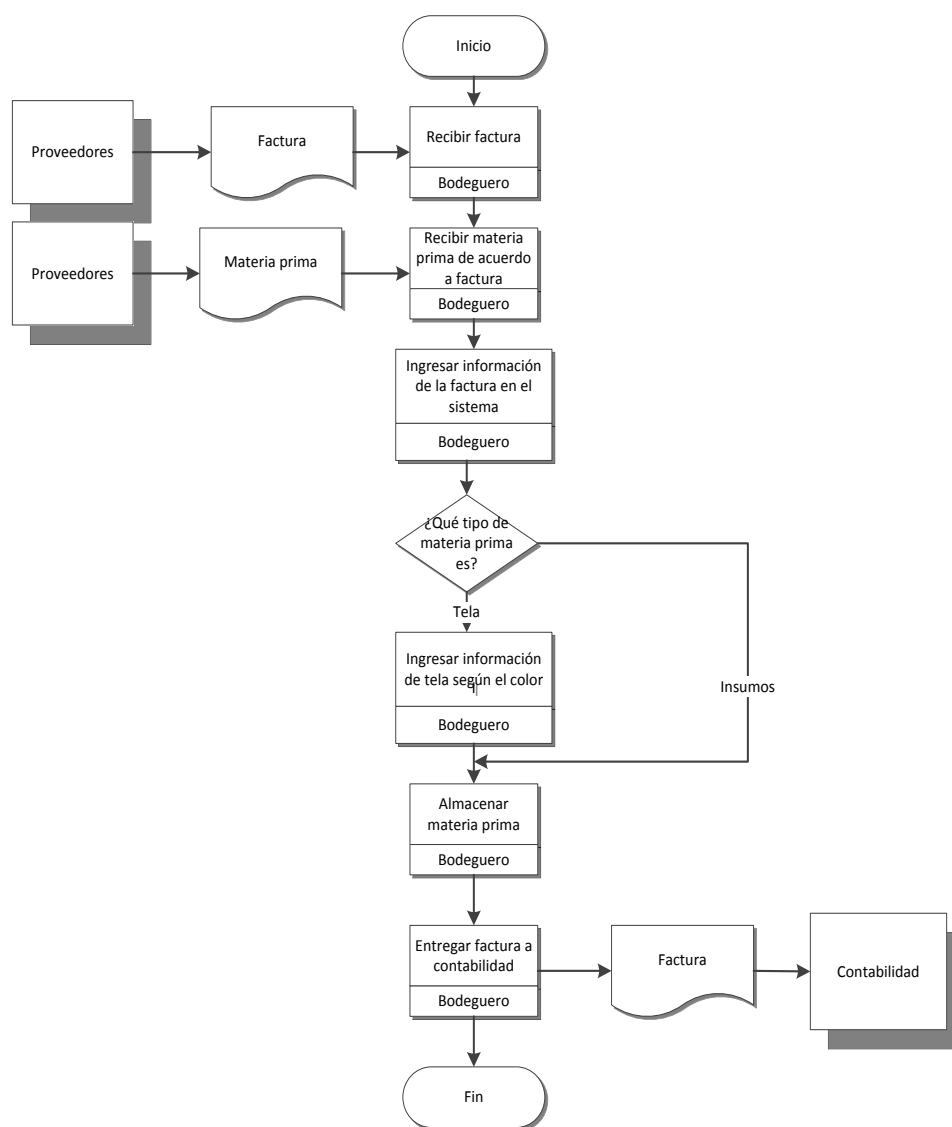 Inicio
Proveedores
Factura
Recibir factura
Bodeguero
Proveedores
Materia prima
Recibir materia
prima de acuerdo
a factura
Bodeguero
Ingresar información
de la factura en el
sistema
Bodeguero
¿Qué tipo de
materia prima
es?
Tela
Insumos
Ingresar información
de tela según el color
Bodeguero
Almacenar
materia prima
Bodeguero
Entregar factura a
contabilidad
Bodeguero
Factura
Contabilidad
Fin